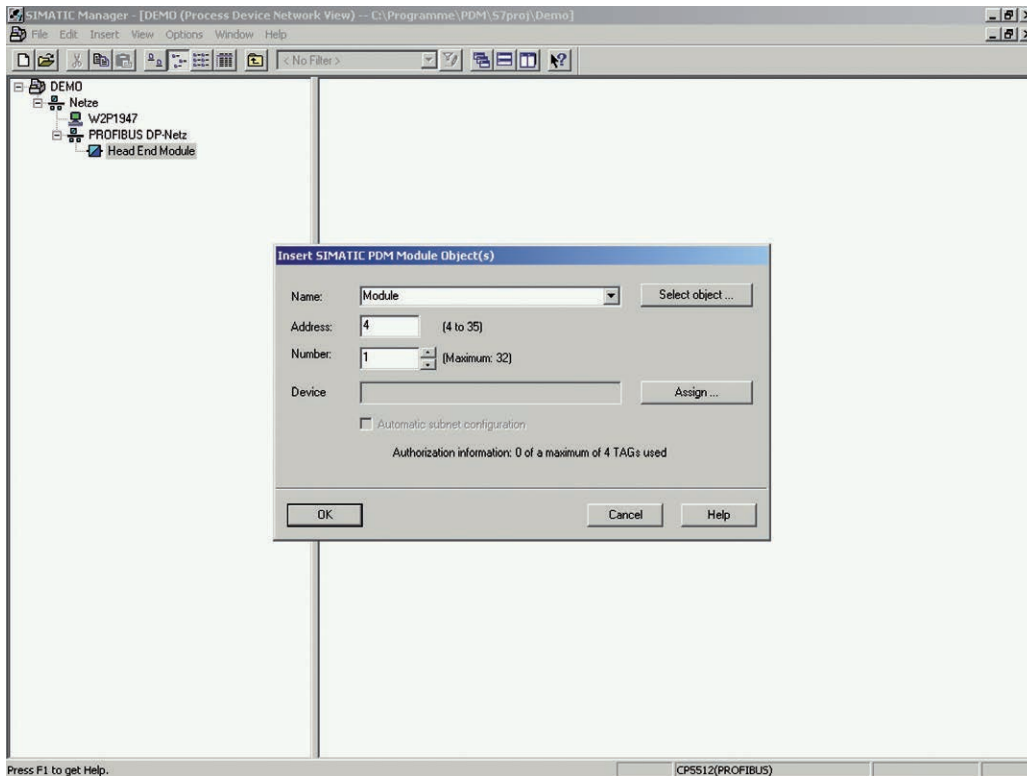 SIMATIC Manager - [DEMO (Process Device Network View) -- C:\Programme\PDM\S7proj\Demo]
File Edit Insert View Options Window Help
< No Filter >
DEMO
Netze
W2P1947
PROFIBUS DP-Netz
Head End Module
Insert SIMATIC PDM Module Object(s)
Name: Module Select object ...
Address: 4 (4 to 35)
Number: 1 (Maximum: 32)
Device Assign ...
Automatic subnet configuration
Authorization information: 0 of a maximum of 4 TAGs used
OK Cancel Help
Press F1 to get Help. CP5512(PROFIBUS)